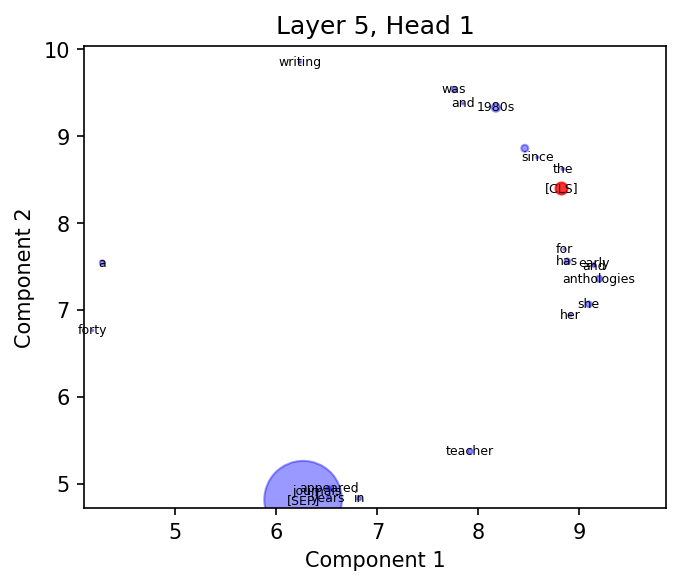 Layer 5, Head 1
10
writing
was
and
1980s
9
since
the
[CLS]
8
for
has
early
and
a
anthologies
7
she
her
forty
Component 2
6
teacher
5
appeared
journals
[SEP]
years
in
5
6
7
8
9
Component 1